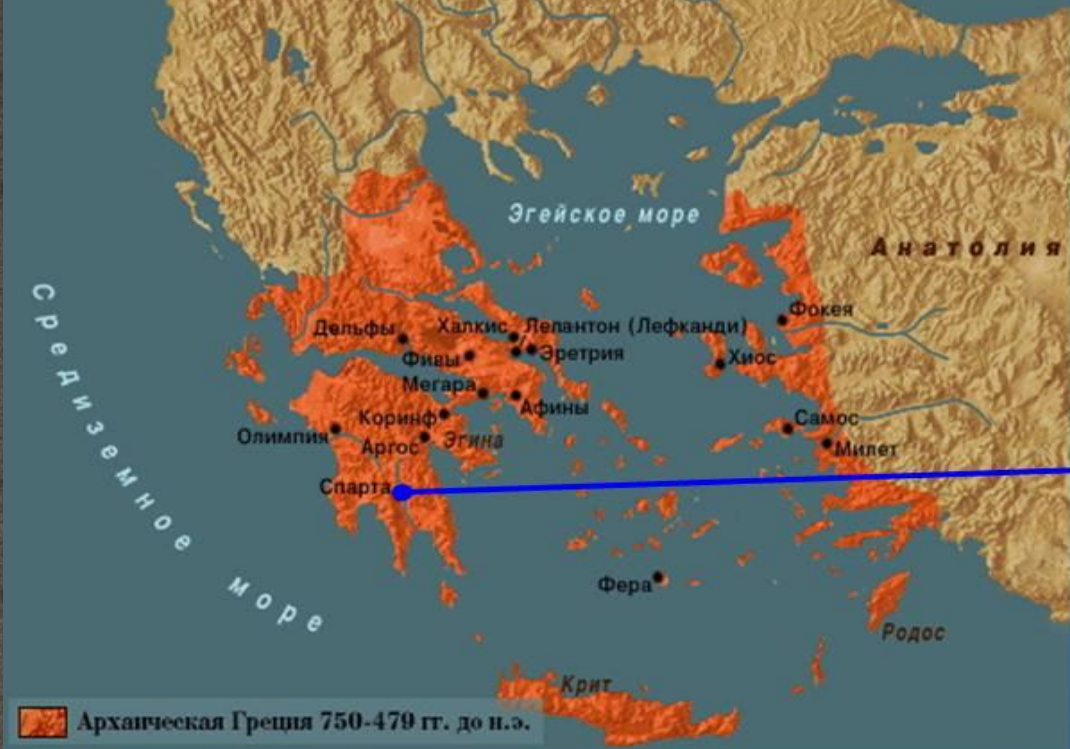 Эгейское море
Анатолия
Средиземное море
Фокея
Дельфы
Халкис
Лелантон (Лефканди)
Фивы
Эретрия
Хиос
Мегара
Афины
Коринф
Самос
Олимпия
Аргос
Эгина
Милет
Спарта
Фера
Родос
Крит
Архаическая Греция 750-479 гг. до н.э.